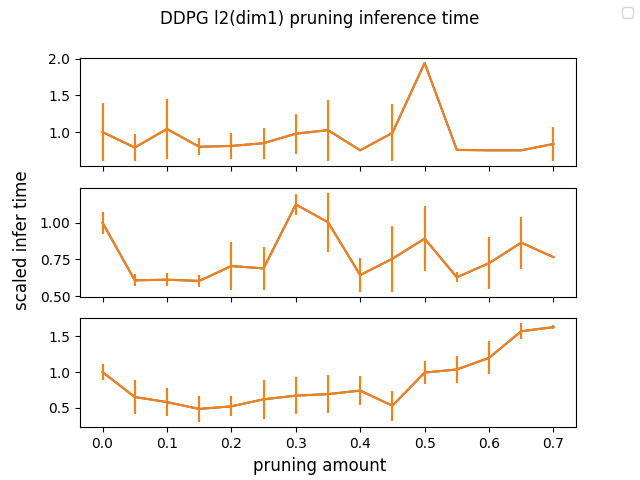 DDPG l2(dim1) pruning inference time
2.0
1.5
1.0
1.00
0.75
0.50
scaled infer time
1.5
1.0
0.5
0.0 0.1 0.2 0.3 0.4 0.5 0.6 0.7
pruning amount